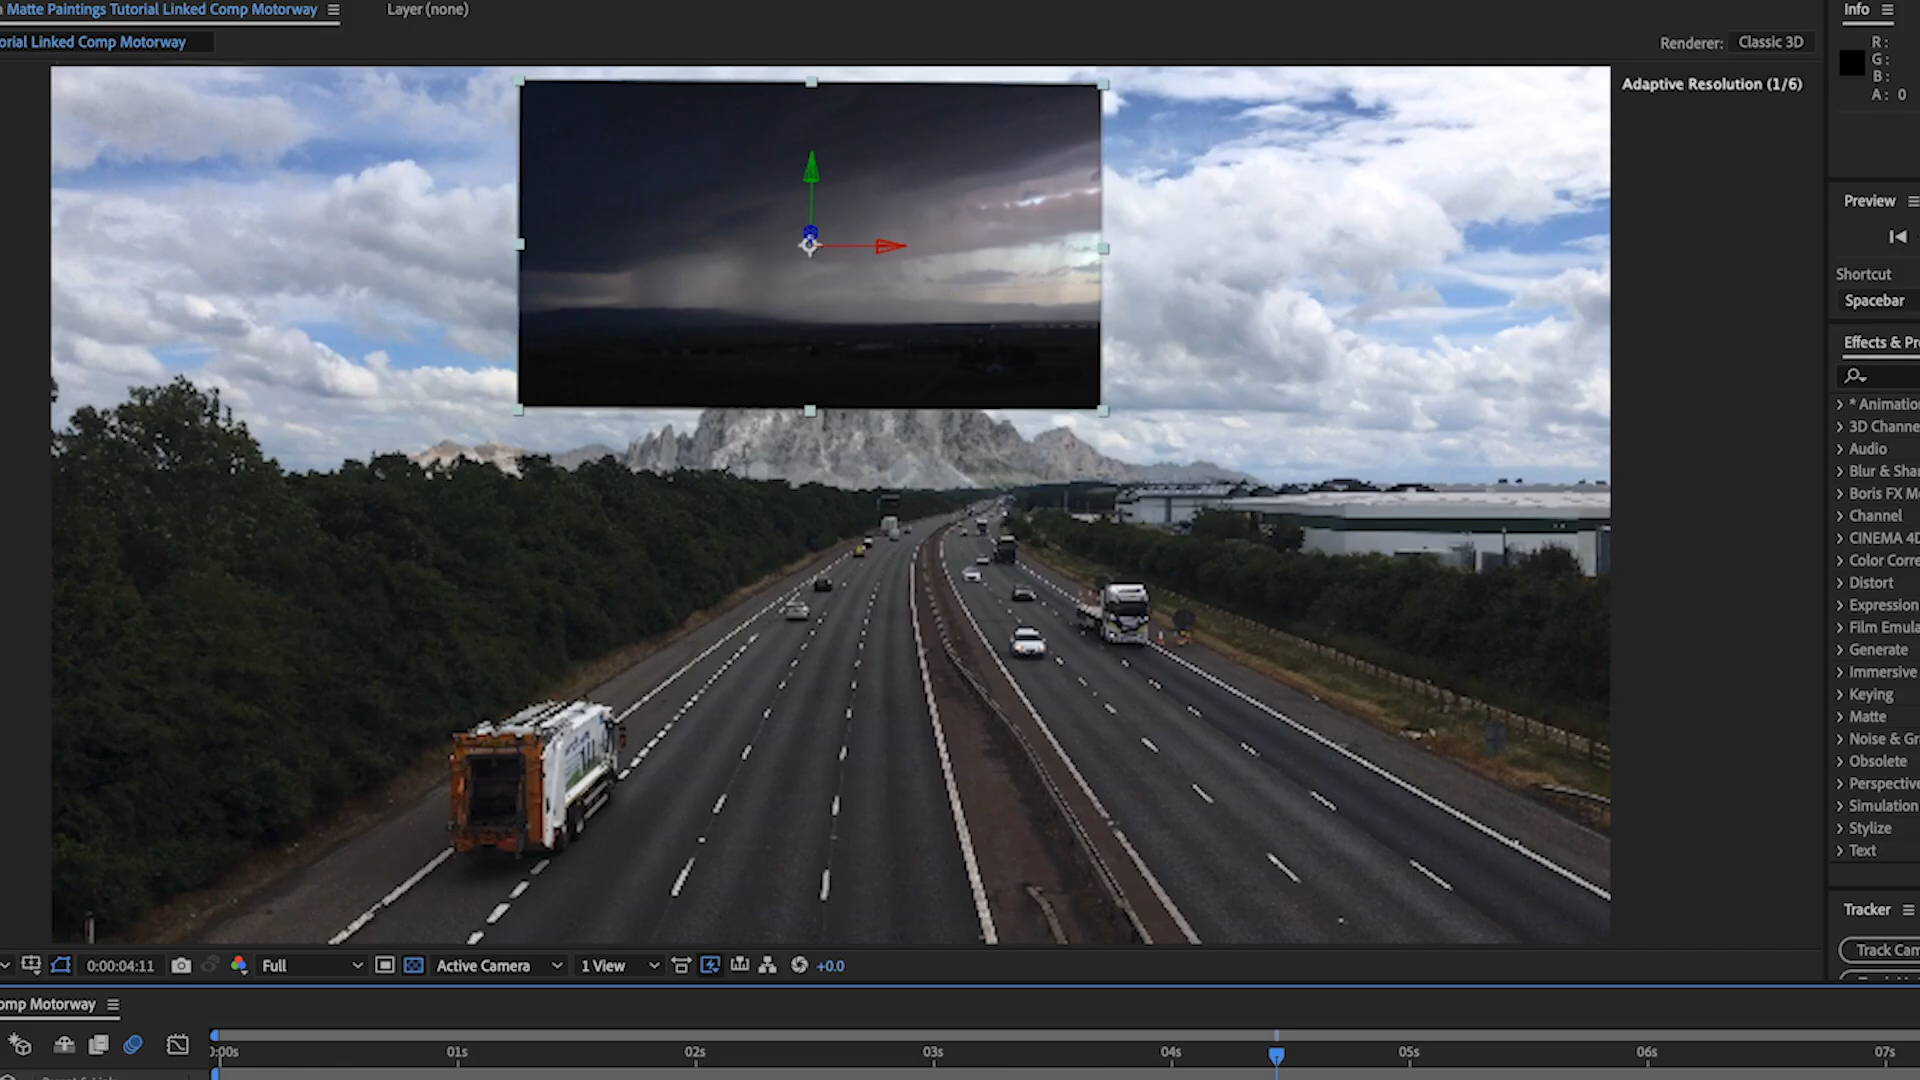 Matte Paintings Tutorial Linked Comp Motorway
Layer (none)
Info
orial Linked Comp Motorway
Renderer: Classic 3D
R:
G:
B:
A: 0
Adaptive Resolution (1/6)
Preview
Shortcut
Spacebar
Effects & Pr
* Animatio
3D Channe
Audio
Blur & Shar
Boris FX M
Channel
CINEMA 4D
Color Corre
Distort
Expression
Film Emula
Generate
Immersive
Keying
Matte
Noise & Gr
Obsolete
Perspective
Simulation
Stylize
Text
Tracker
Track Cam
0:00:04:11
Full
Active Camera
1 View
+0.0
omp Motorway
0:00s
01s
02s
03s
04s
05s
06s
07s